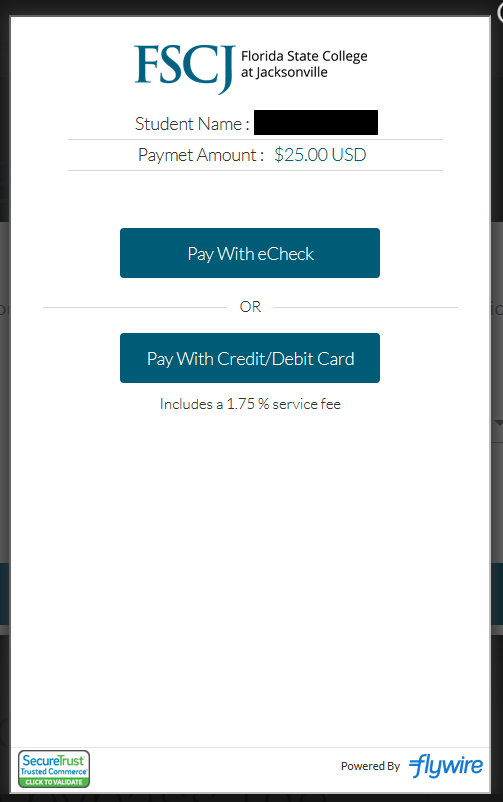 FSCJ Florida State College
at Jacksonville
Student Name :
Paymet Amount : $25.00 USD
Pay With eCheck
OR
Pay With Credit/Debit Card
Includes a 1.75 % service fee
SecureTrust
Trusted Commerce
CLICK TO VALIDATE
Powered By flywire